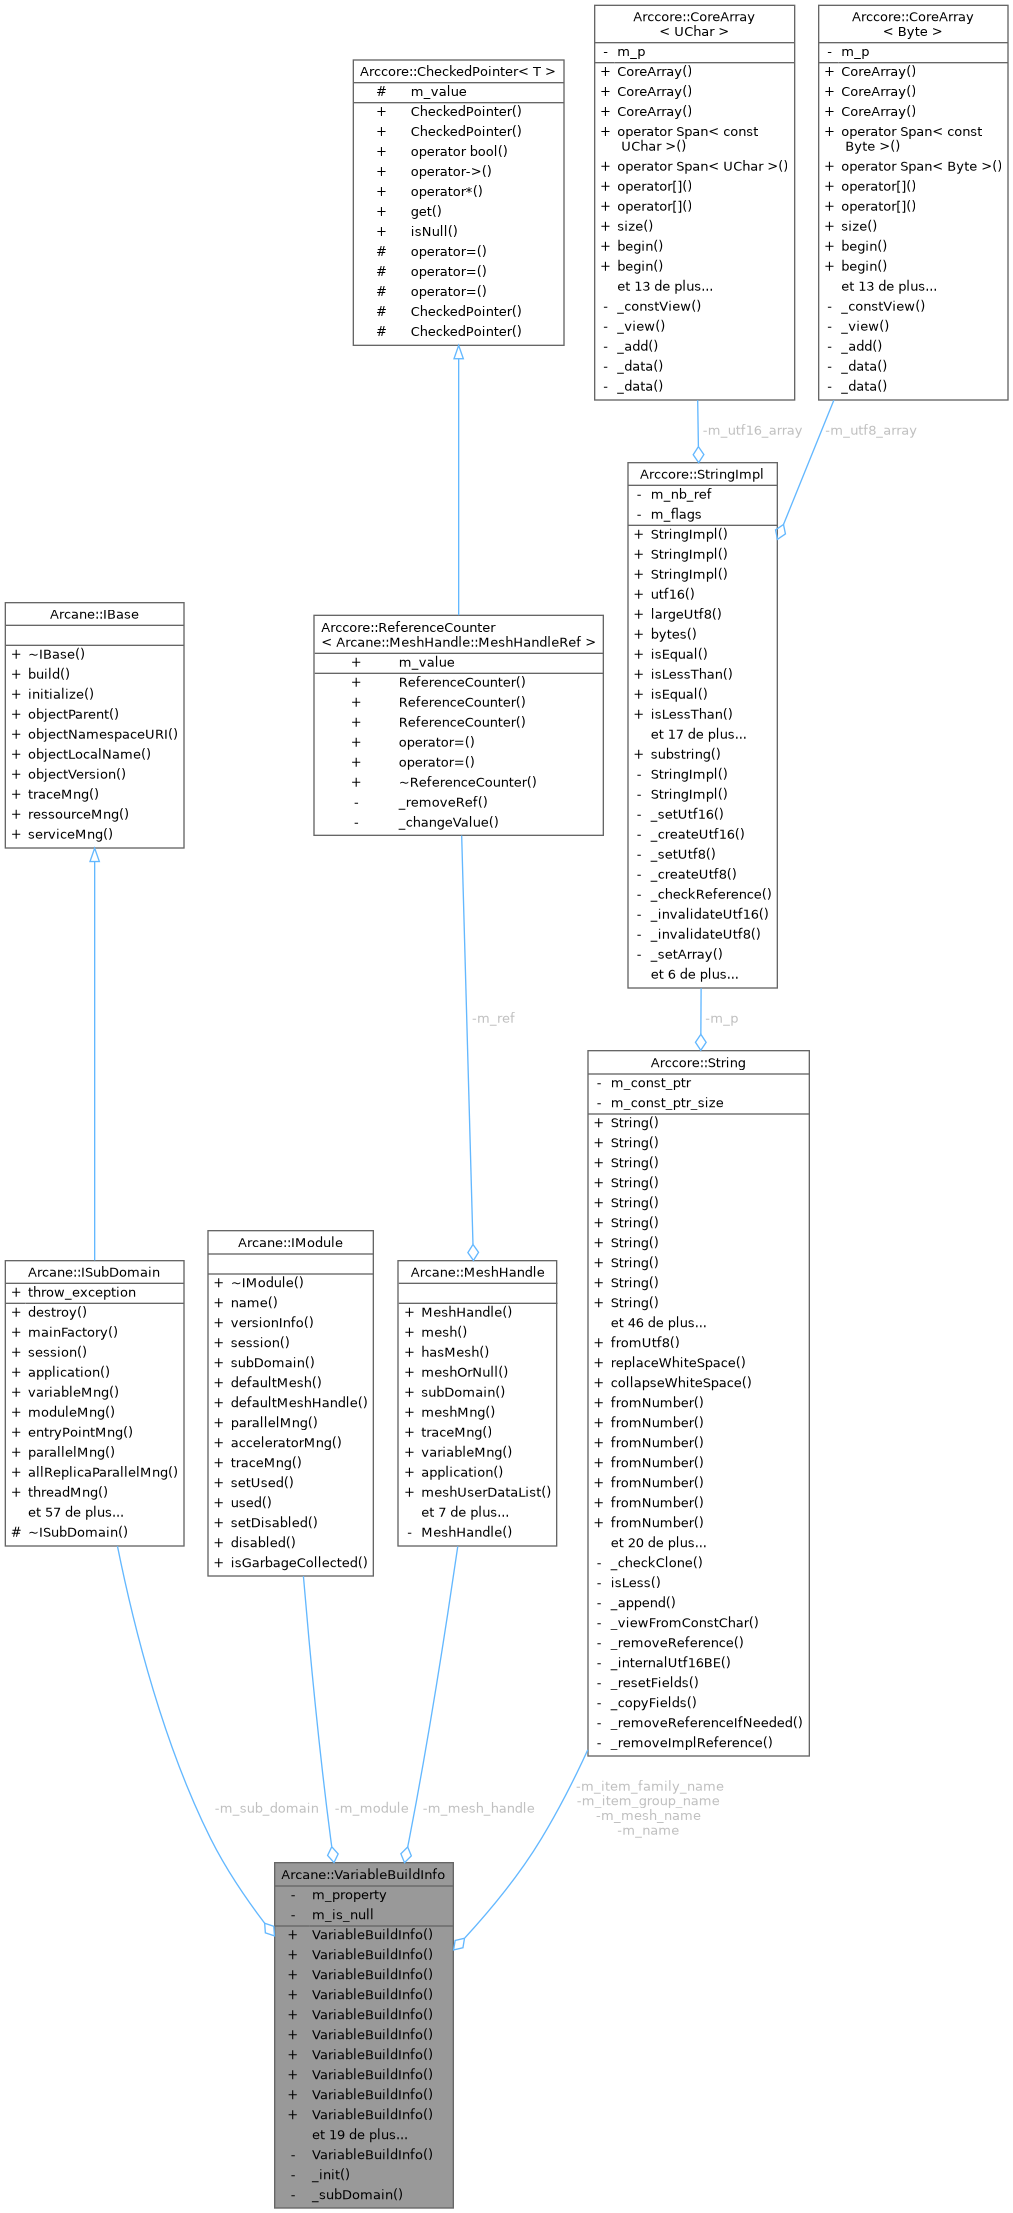 Arccore::CoreArray
< UChar >
- m_p
+ CoreArray()
+ CoreArray()
+ CoreArray()
+ operator Span< const
UChar >()
+ operator Span< UChar >()
+ operator[]()
+ operator[]()
+ size()
+ begin()
+ begin()
et 13 de plus...
- _constView()
- _view()
- _add()
- _data()
- _data()
Arccore::CoreArray
< Byte >
- m_p
+ CoreArray()
+ CoreArray()
+ CoreArray()
+ operator Span< const
Byte >()
+ operator Span< Byte >()
+ operator[]()
+ operator[]()
+ size()
+ begin()
+ begin()
et 13 de plus...
- _constView()
- _view()
- _add()
- _data()
- _data()
Arccore::CheckedPointer< T >
# m_value
+ CheckedPointer()
+ CheckedPointer()
+ operator bool()
+ operator->()
+ operator*()
+ get()
+ isNull()
# operator=()
# operator=()
# operator=()
# CheckedPointer()
# CheckedPointer()
-m_utf16_array
-m_utf8_array
Arccore::StringImpl
- m_nb_ref
- m_flags
+ StringImpl()
+ StringImpl()
+ StringImpl()
+ utf16()
+ largeUtf8()
+ bytes()
+ isEqual()
+ isLessThan()
+ isEqual()
+ isLessThan()
et 17 de plus...
+ substring()
- StringImpl()
- StringImpl()
- _setUtf16()
- _createUtf16()
- _setUtf8()
- _createUtf8()
- _checkReference()
- _invalidateUtf16()
- _invalidateUtf8()
- _setArray()
et 6 de plus...
Arcane::IBase
+ ~IBase()
+ build()
+ initialize()
+ objectParent()
+ objectNamespaceURI()
+ objectLocalName()
+ objectVersion()
+ traceMng()
+ ressourceMng()
+ serviceMng()
Arccore::ReferenceCounter
< Arcane::MeshHandle::MeshHandleRef >
+ m_value
+ ReferenceCounter()
+ ReferenceCounter()
+ ReferenceCounter()
+ operator=()
+ operator=()
+ ~ReferenceCounter()
- _removeRef()
- _changeValue()
-m_ref
-m_p
Arccore::String
- m_const_ptr
- m_const_ptr_size
+ String()
+ String()
+ String()
+ String()
+ String()
+ String()
+ String()
+ String()
+ String()
+ String()
et 46 de plus...
+ fromUtf8()
+ replaceWhiteSpace()
+ collapseWhiteSpace()
+ fromNumber()
+ fromNumber()
+ fromNumber()
+ fromNumber()
+ fromNumber()
+ fromNumber()
+ fromNumber()
et 20 de plus...
- _checkClone()
- isLess()
- _append()
- _viewFromConstChar()
- _removeReference()
- _internalUtf16BE()
- _resetFields()
- _copyFields()
- _removeReferenceIfNeeded()
- _removeImplReference()
Arcane::ISubDomain
+ throw_exception
+ destroy()
+ mainFactory()
+ session()
+ application()
+ variableMng()
+ moduleMng()
+ entryPointMng()
+ parallelMng()
+ allReplicaParallelMng()
+ threadMng()
et 57 de plus...
# ~ISubDomain()
Arcane::IModule
+ ~IModule()
+ name()
+ versionInfo()
+ session()
+ subDomain()
+ defaultMesh()
+ defaultMeshHandle()
+ parallelMng()
+ acceleratorMng()
+ traceMng()
+ setUsed()
+ used()
+ setDisabled()
+ disabled()
+ isGarbageCollected()
Arcane::MeshHandle
+ MeshHandle()
+ mesh()
+ hasMesh()
+ meshOrNull()
+ subDomain()
+ meshMng()
+ traceMng()
+ variableMng()
+ application()
+ meshUserDataList()
et 7 de plus...
- MeshHandle()
-m_sub_domain
-m_module
-m_mesh_handle
-m_item_family_name
-m_item_group_name
-m_mesh_name
-m_name
Arcane::VariableBuildInfo
- m_property
- m_is_null
+ VariableBuildInfo()
+ VariableBuildInfo()
+ VariableBuildInfo()
+ VariableBuildInfo()
+ VariableBuildInfo()
+ VariableBuildInfo()
+ VariableBuildInfo()
+ VariableBuildInfo()
+ VariableBuildInfo()
+ VariableBuildInfo()
et 19 de plus...
- VariableBuildInfo()
- _init()
- _subDomain()